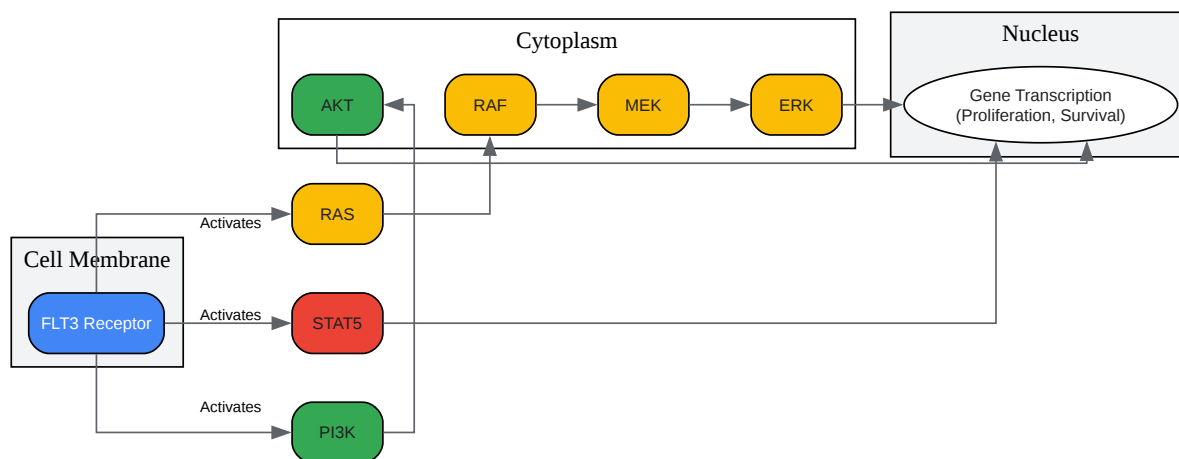 Cytoplasm
Nucleus
AKT
RAF
MEK
ERK
Gene Transcription
(Proliferation, Survival)
RAS
Activates
Cell Membrane
FLT3 Receptor
Activates
STAT5
Activates
PI3K